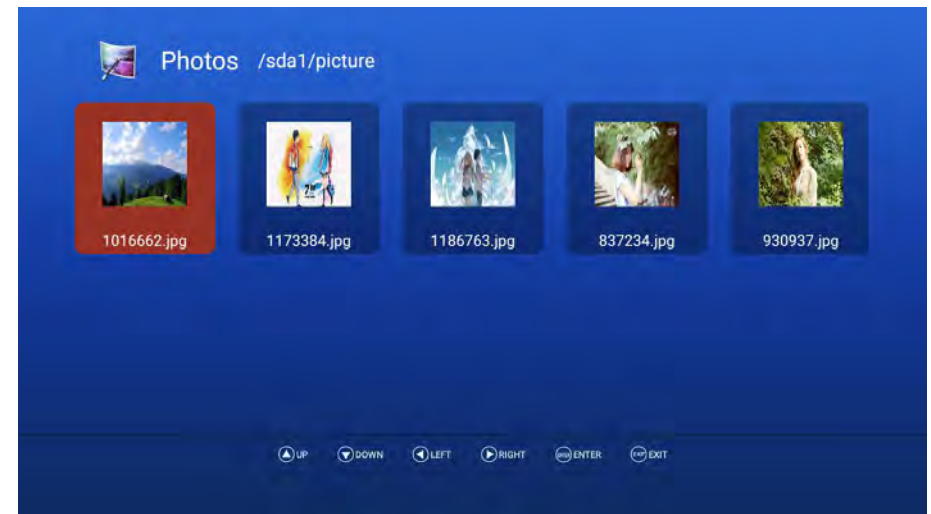 Photos /sda1/picture
1016662.jpg 1173384.jpg 1186763.jpg 837234.jpg 930937.jpg
UP DOWN LEFT RIGHT ENTER EXIT